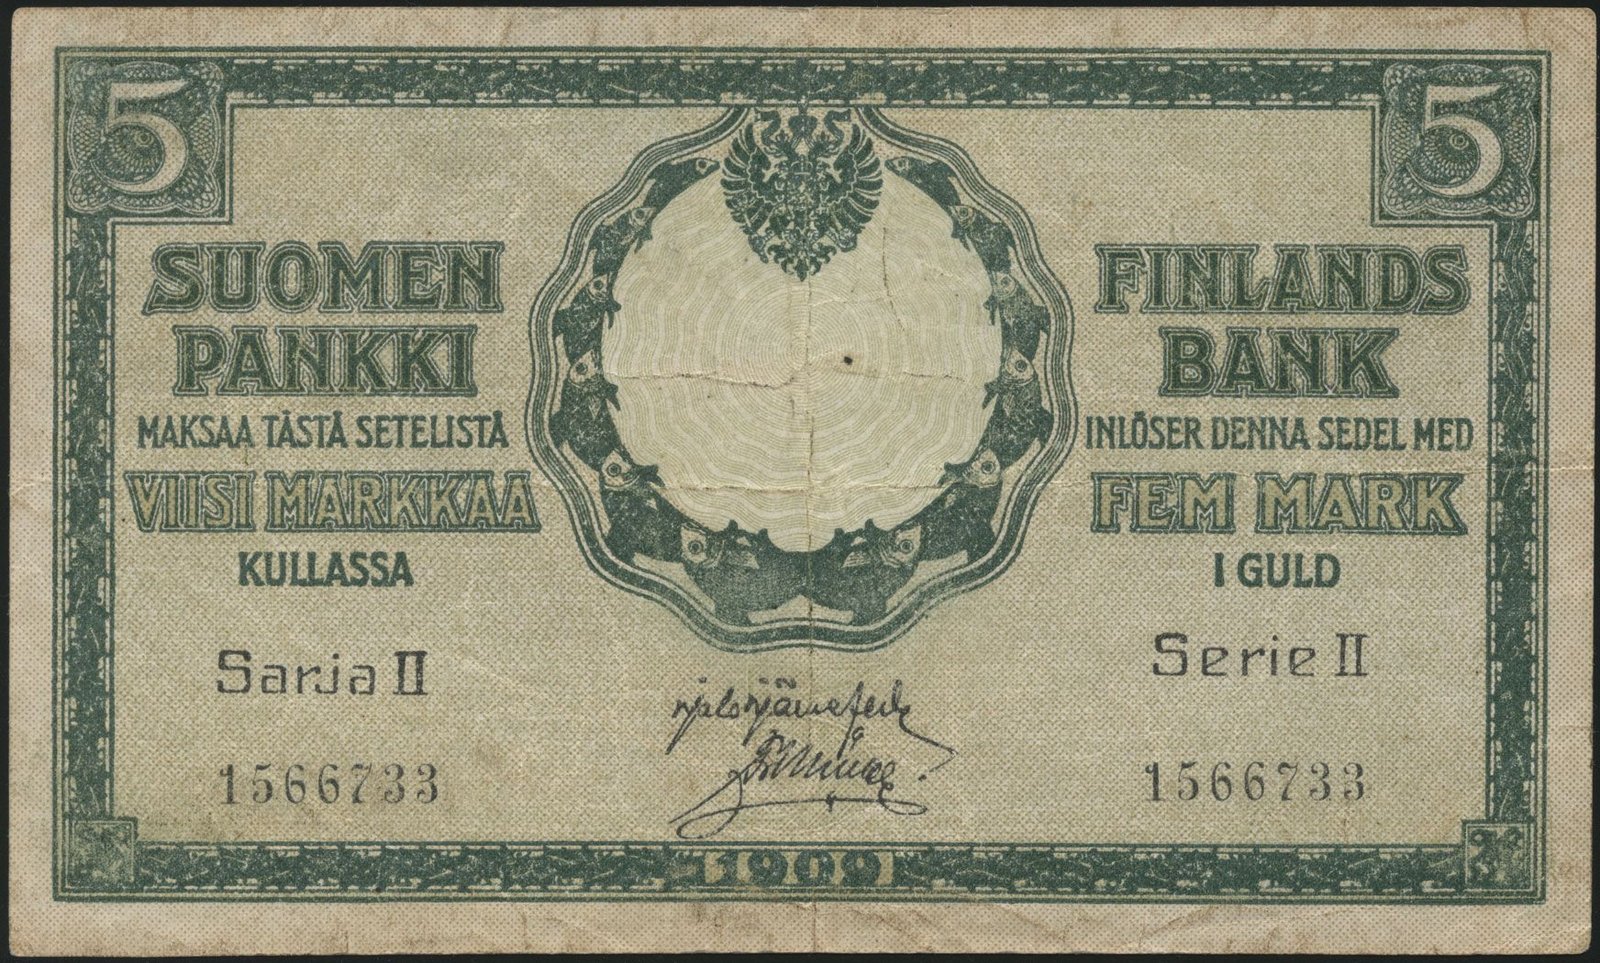 5
5
SUOMEN
PANKKI
MAKSAA TÄSTÄ SETELISTÄ
VIISI MARKKAA
KULLASSA
Sarja II
1566733
FINLANDS
BANK
INLÖSER DENNA SEDEL MED
FEM MARK
I GULD
Serie II
1566733
1909